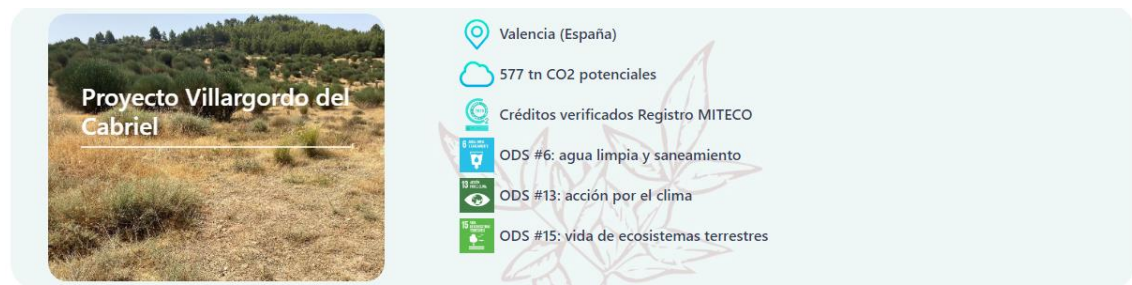 Proyecto Villargordo del
Cabriel
Valencia (España)
577 tn CO2 potenciales
Créditos verificados Registro MITECO
ODS #6: agua limpia y saneamiento
ODS #13: acción por el clima
ODS #15: vida de ecosistemas terrestres